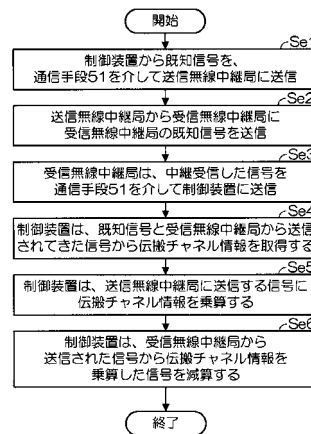 開始
Se1
制御装置から既知信号を、
通信手段51を介して送信無線中継局に送信
Se2
送信無線中継局から受信無線中継局に
受信無線中継局の既知信号を送信
Se3
受信無線中継局は、中継受信した信号を
通信手段51を介して制御装置に送信
Se4
制御装置は、既知信号と受信無線中継局から送信
されてきた信号から伝搬チャネル情報を取得する
Se5
制御装置は、送信無線中継局に送信する信号に
伝搬チャネル情報を乗算する
Se6
制御装置は、受信無線中継局から
送信された信号から伝搬チャネル情報を
乗算した信号を減算する
終了